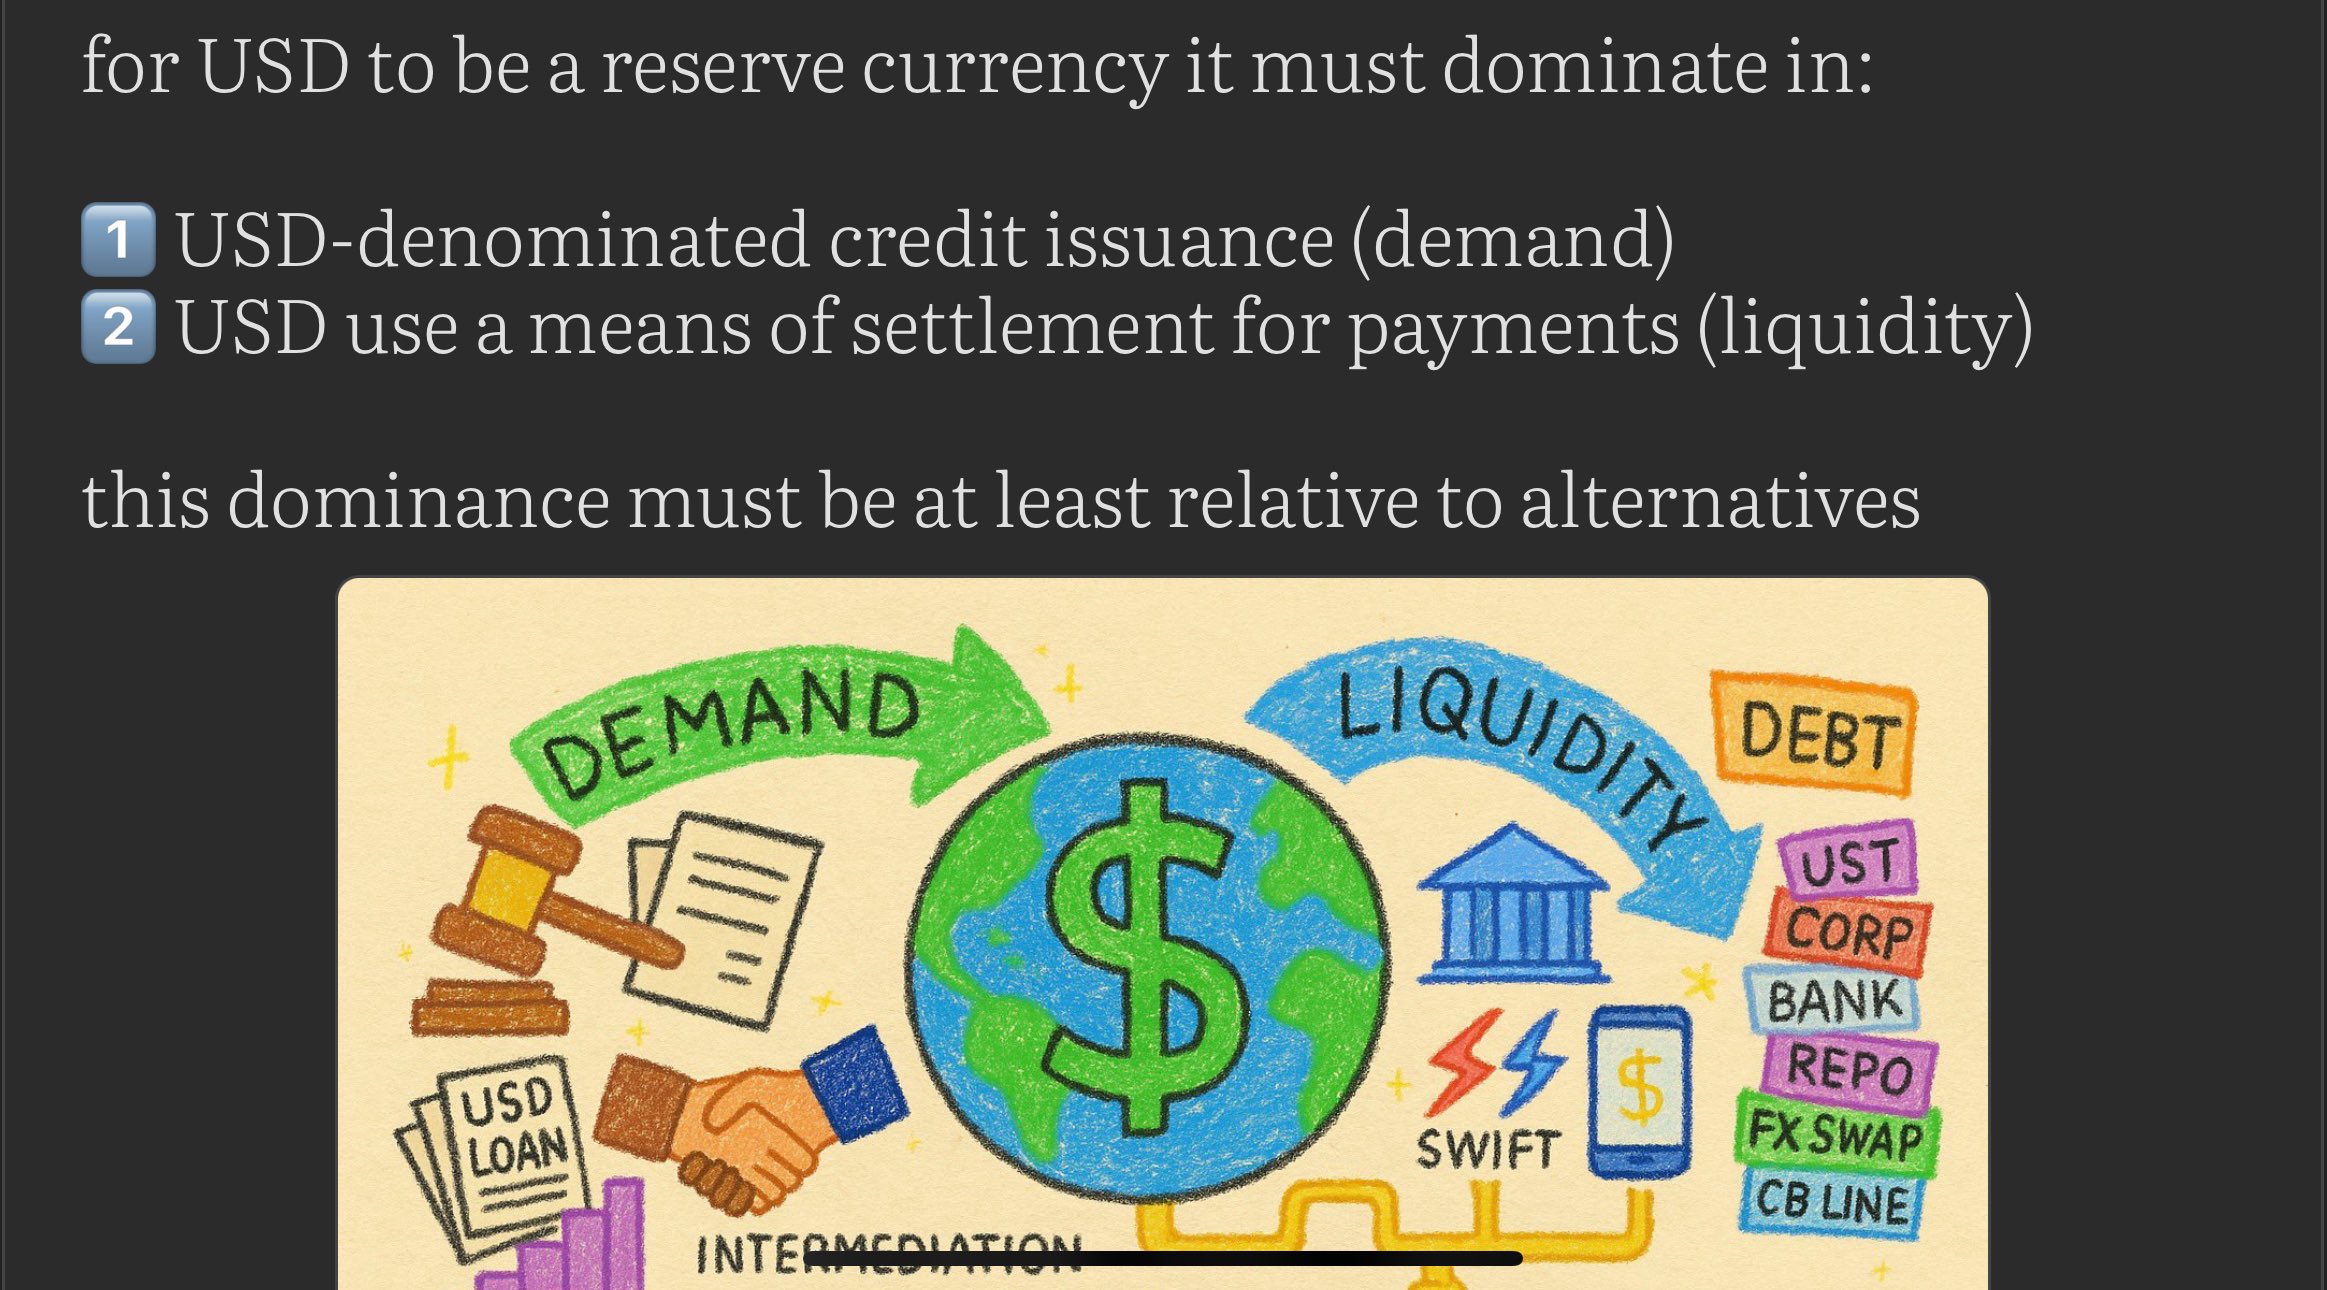 for USD to be a reserve currency it must dominate in:
1 USD-denominated credit issuance (demand)
2 USD use a means of settlement for payments (liquidity)
this dominance must be at least relative to alternatives
DEMAND
LIQUIDITY
DEBT
UST
CORP
BANK
REPO
FX SWAP
CB LINE
USD
LOAN
$
$
SWIFT
INTERMEDIATION